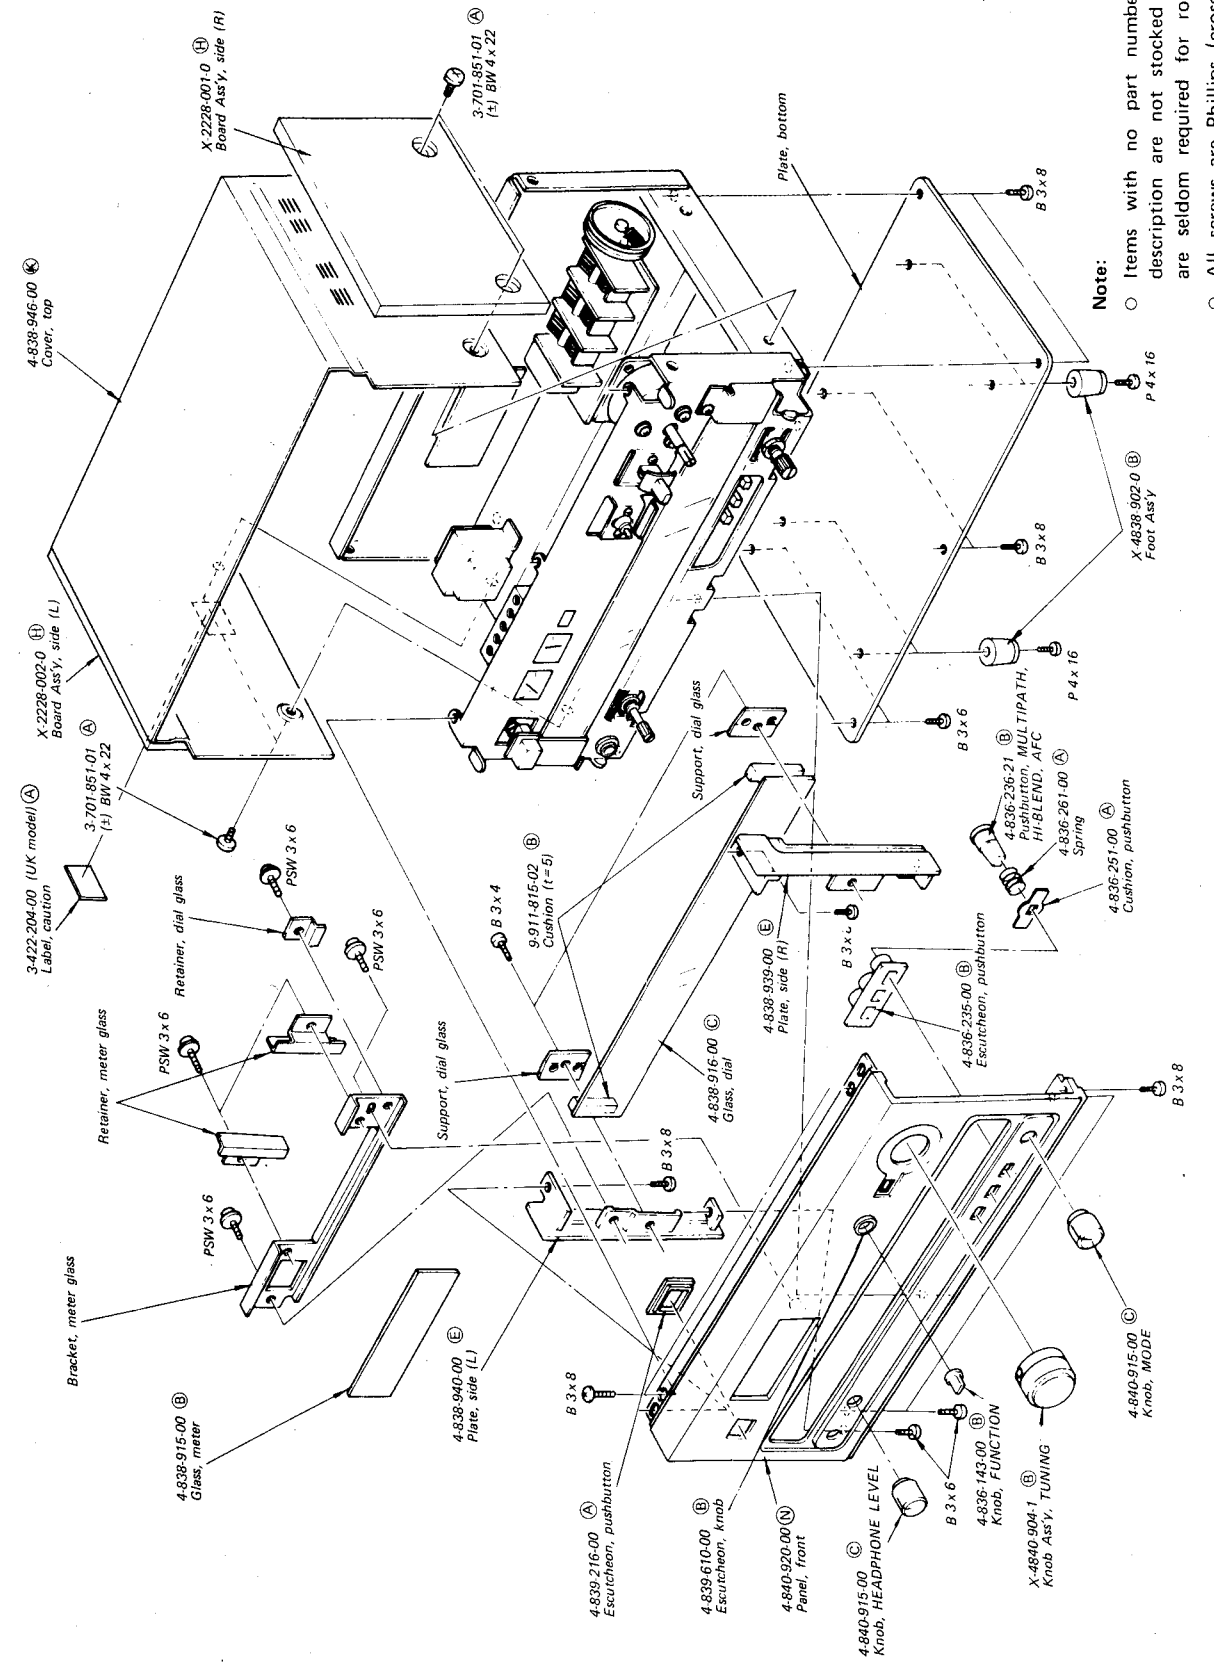 3-422-204-00 (UK model) Ⓐ
Label, caution
X-2228-002-0 Ⓗ
Board Ass'y, side (L)
3-701-851-01 Ⓐ
(±) BW 4 x 22
4-838-946-00 Ⓚ
Cover, top
X-2228-001-0 Ⓗ
Board Ass'y, side (R)
3-701-851-01 Ⓐ
(±) BW 4 x 22
Bracket, meter glass
Retainer, meter glass
Retainer, dial glass
PSW 3 x 6
PSW 3 x 6
PSW 3 x 6
PSW 3 x 6
4-838-915-00 Ⓑ
Glass, meter
Support, dial glass
B 3 x 4
9-911-815-02 Ⓑ
Cushion (t = 5)
Support, dial glass
Plate, bottom
4-838-940-00 Ⓔ
Plate, side (L)
B 3 x 8
B 3 x 8
4-838-916-00 Ⓒ
Glass, dial
4-838-939-00 Ⓔ
Plate, side (R)
B 3 x
B 3 x 6
P 4 x 16
B 3 x 8
P 4 x 16
B 3 x 8
X-4838-902-0 Ⓑ
Foot Ass'y
4-839-216-00 Ⓐ
Escutcheon, pushbutton
4-839-610-00 Ⓑ
Escutcheon, knob
4-840-920-00 Ⓝ
Panel, front
4-840-915-00 Ⓒ
Knob, HEADPHONE LEVEL
B 3 x 6
4-836-143-00 Ⓑ
Knob, FUNCTION
X-4840-904-1 Ⓑ
Knob Ass'y, TUNING
4-840-915-00 Ⓒ
Knob, MODE
B 3 x 8
4-836-235-00 Ⓑ
Escutcheon, pushbutton
4-836-236-21 Ⓑ
Pushbutton, MULTIPATH,
HI-BLEND, AFC
4-836-261-00 Ⓐ
Spring
4-836-251-00 Ⓐ
Cushion, pushbutton
Note:
○ Items with no part numbe
description are not stocked
are seldom required for ro
○ All screws are Phillips (cros